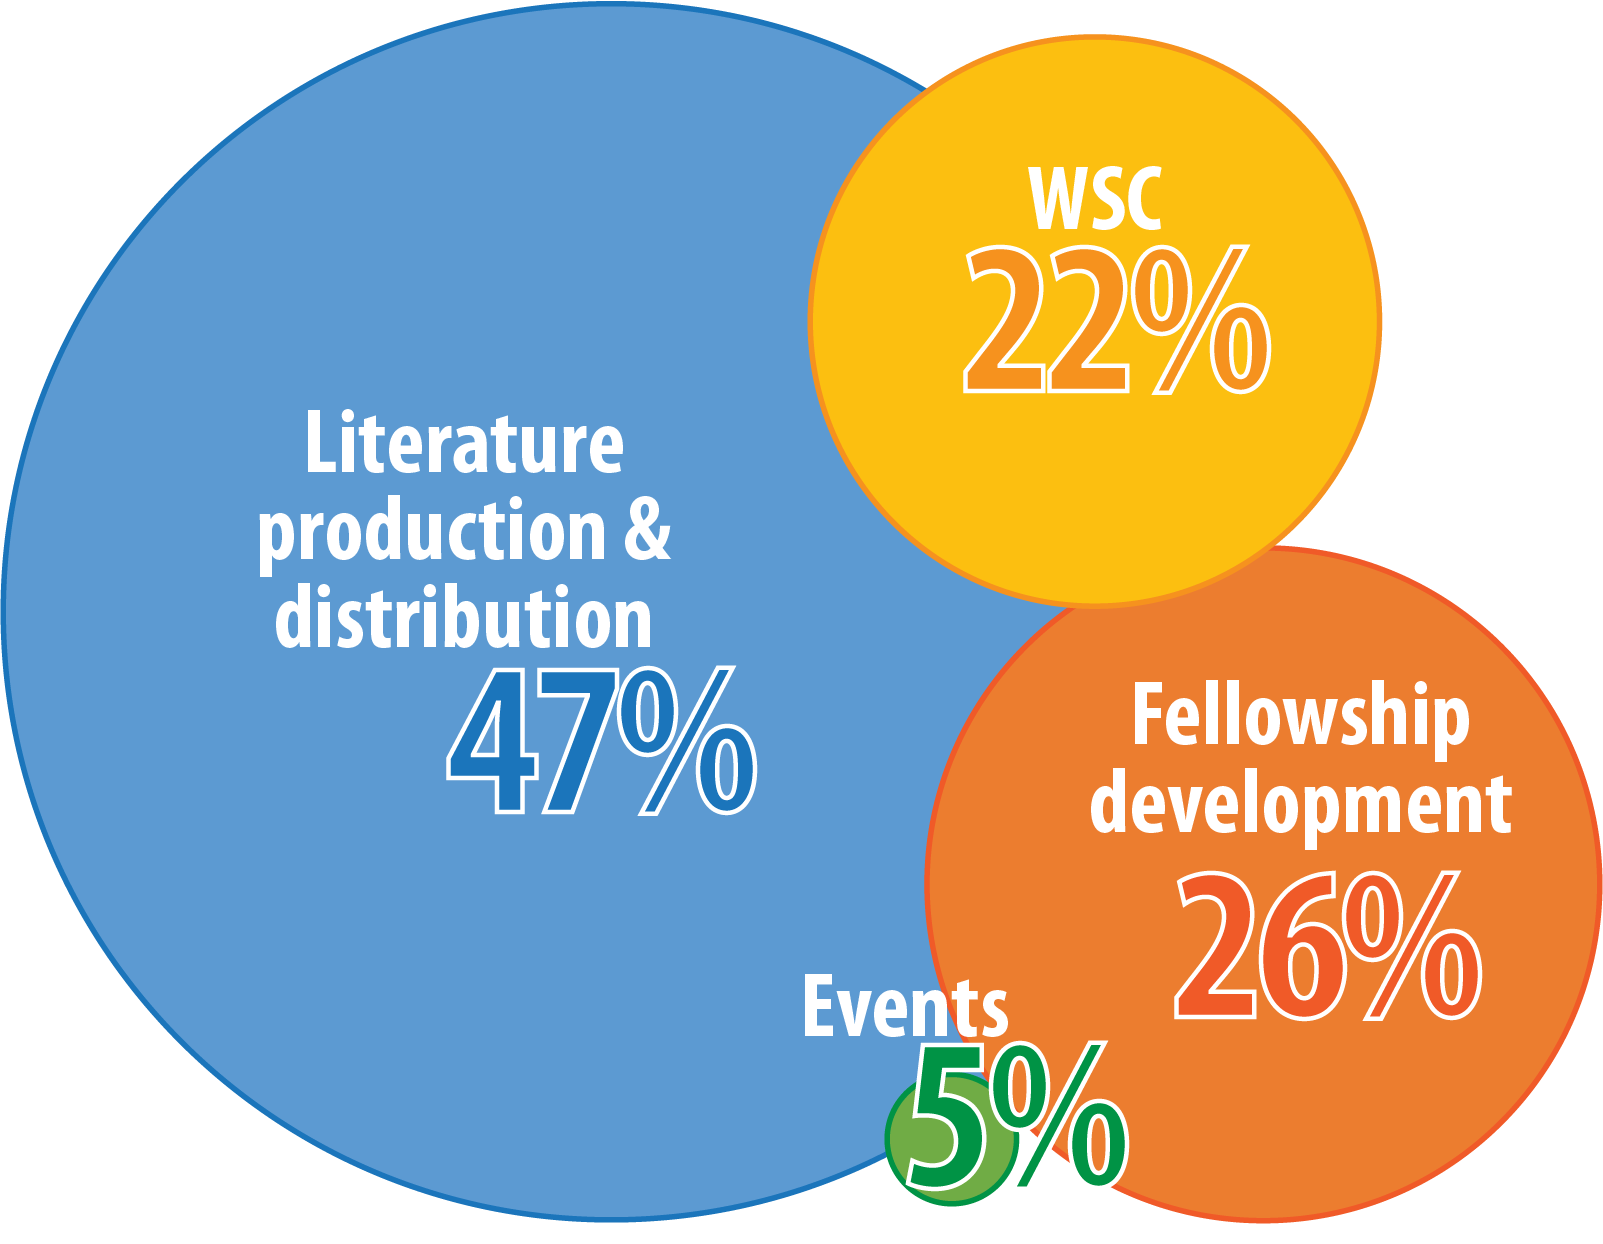 WSC
22%
Literature
production &
distribution
47%
Fellowship
development
26%
Events
5%